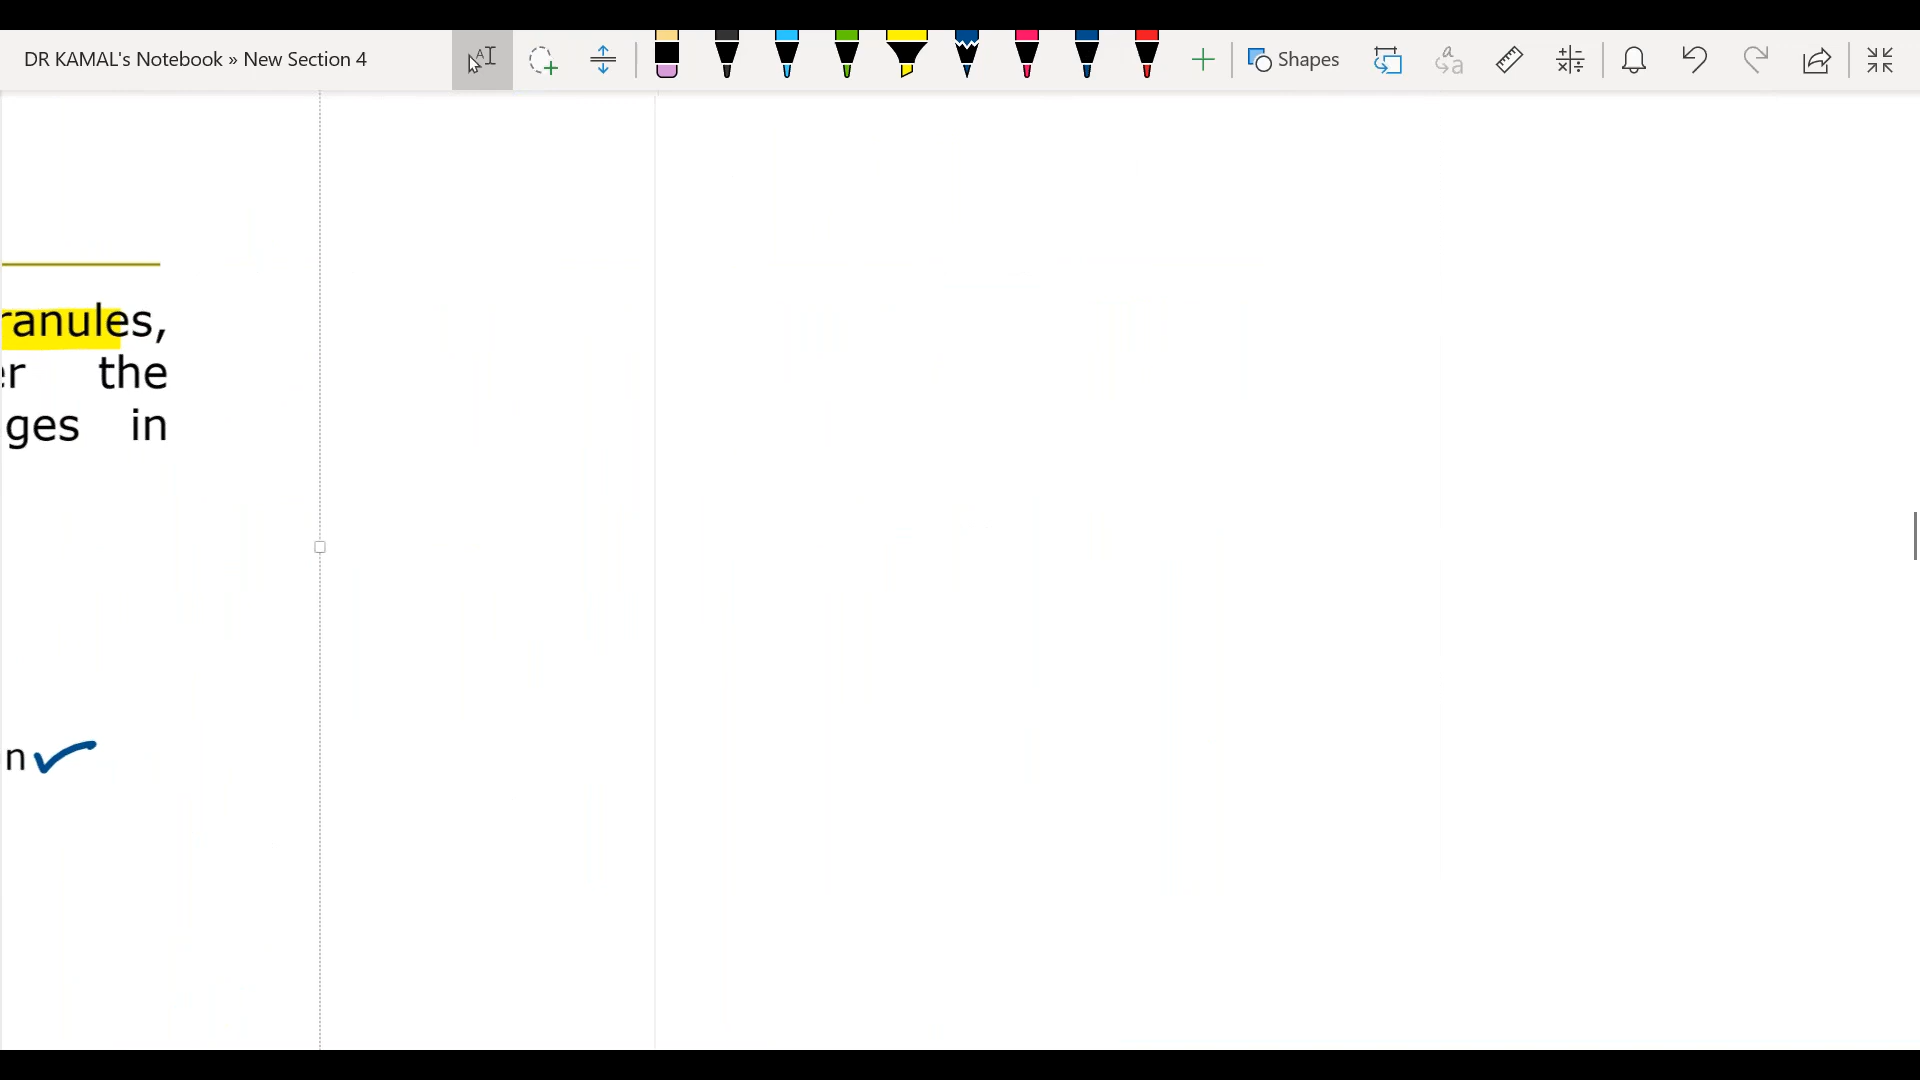 DR KAMAL's Notebook » New Section 4
Shapes
ranules,
the
ges in
n